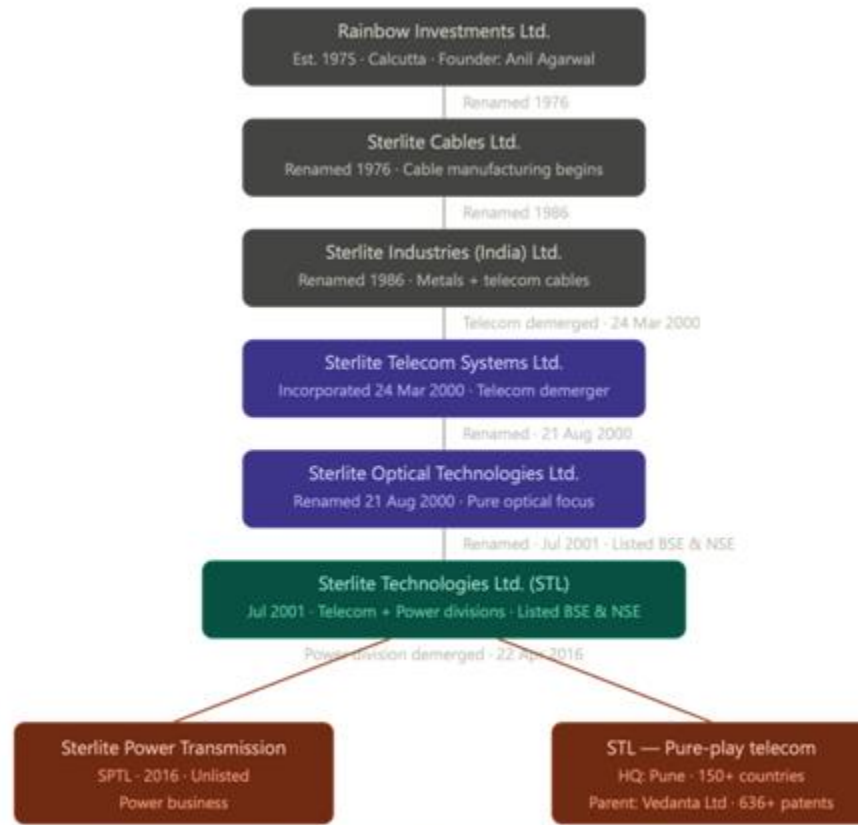 Rainbow Investments Ltd.
Est. 1975 · Calcutta · Founder: Anil Agarwal
Renamed 1976
Sterlite Cables Ltd.
Renamed 1976 · Cable manufacturing begins
Renamed 1986
Sterlite Industries (India) Ltd.
Renamed 1986 · Metals + telecom cables
Telecom demerged · 24 Mar 2000
Sterlite Telecom Systems Ltd.
Incorporated 24 Mar 2000 · Telecom demerger
Renamed · 21 Aug 2000
Sterlite Optical Technologies Ltd.
Renamed 21 Aug 2000 · Pure optical focus
Renamed · Jul 2001 · Listed BSE & NSE
Sterlite Technologies Ltd. (STL)
Jul 2001 · Telecom + Power divisions · Listed BSE & NSE
Power division demerged · 22 Apr 2016
Sterlite Power Transmission
SPTL · 2016 · Unlisted
Power business
STL — Pure-play telecom
HQ: Pune · 150+ countries
Parent: Vedanta Ltd · 636+ patents